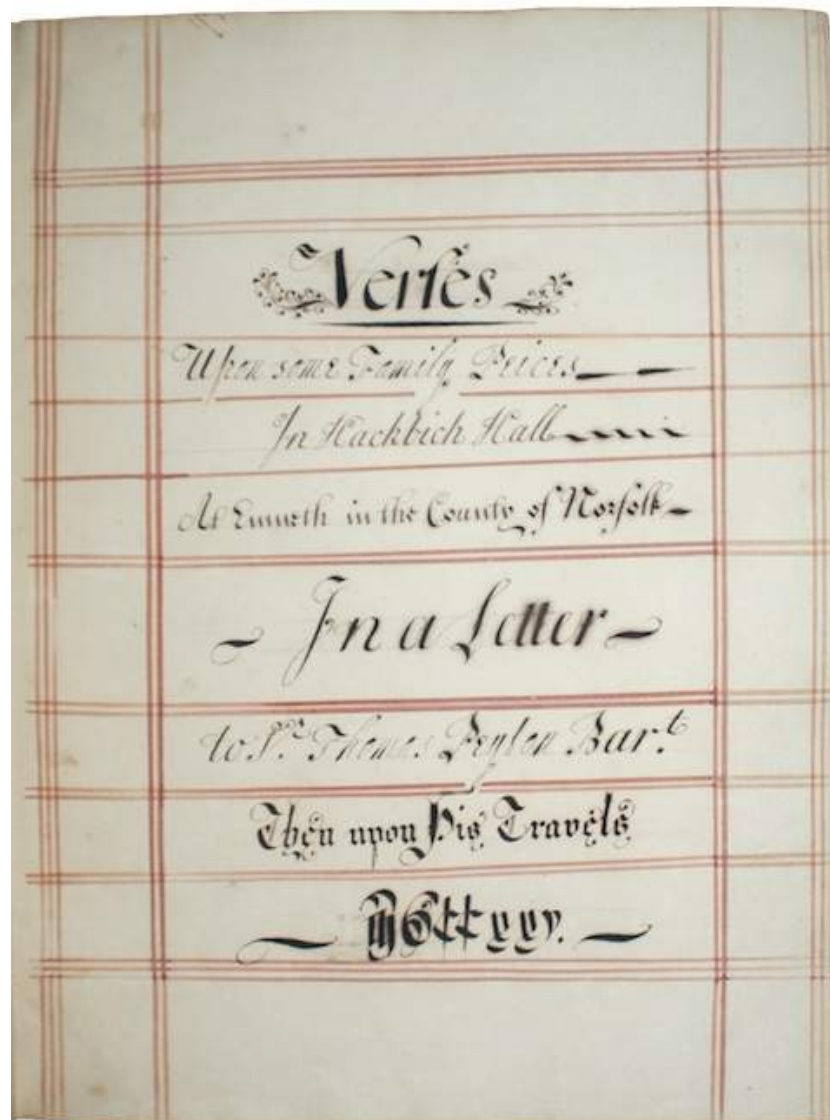 Verſes
Upon some Family Peices
In Hackbich Hall
At Emneth in the County of Norfolk
In a Letter
to Sr. Thomas Peyton Bar.t
Then upon His Travels